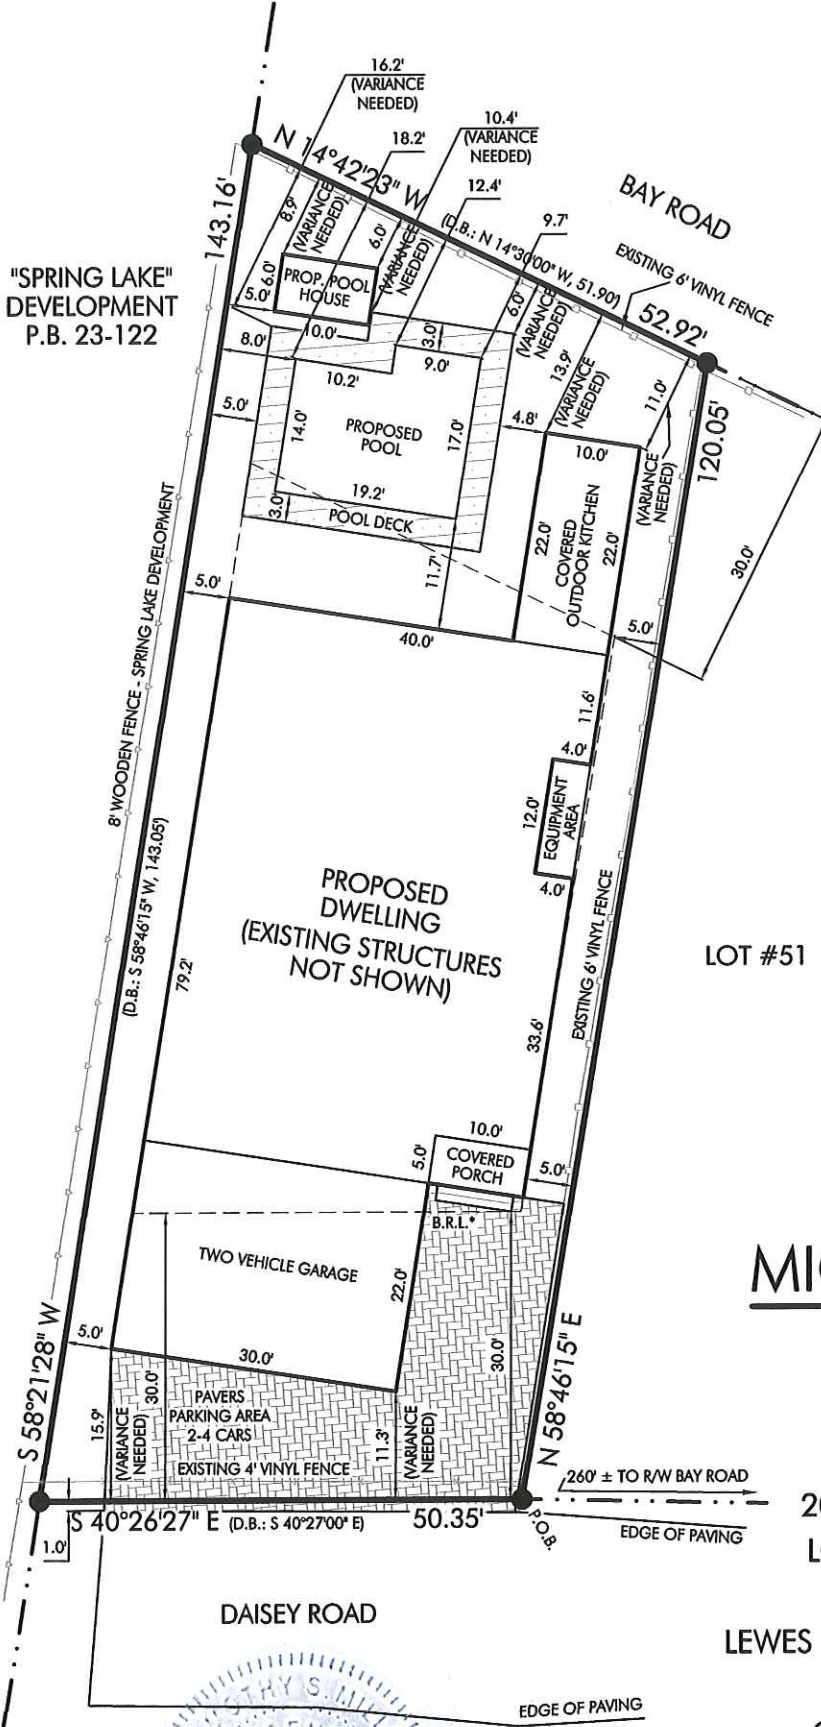 16.2'
(VARIANCE
NEEDED)
18.2'
10.4'
(VARIANCE
NEEDED)
12.4'
9.7'
N 14°42'23" W
(D.B.: N 14°30'00" W, 51.90)
52.92'
BAY ROAD
EXISTING 6' VINYL FENCE
143.16'
"SPRING LAKE"
DEVELOPMENT
P.B. 23-122
8.9'
(VARIANCE
NEEDED)
6.0'
(VARIANCE
NEEDED)
6.0'
(VARIANCE
NEEDED)
13.9'
(VARIANCE
NEEDED)
11.0'
(VARIANCE
NEEDED)
120.05'
30.0'
6.0'
PROP. POOL
HOUSE
5.0'
10.0'
3.0'
8.0'
10.2'
9.0'
5.0'
14.0'
PROPOSED
POOL
17.0'
4.8'
10.0'
19.2'
3.0'
POOL DECK
22.0'
COVERED
OUTDOOR KITCHEN
22.0'
11.7'
5.0'
40.0'
5.0'
8' WOODEN FENCE - SPRING LAKE DEVELOPMENT
11.6'
4.0'
12.0'
EQUIPMENT
AREA
4.0'
(D.B.: S 58°46'15" W, 143.05')
PROPOSED
DWELLING
(EXISTING STRUCTURES
NOT SHOWN)
79.2'
EXISTING 6' VINYL FENCE
LOT #51
33.6'
10.0'
5.0'
COVERED
PORCH
5.0'
B.R.L.*
TWO VEHICLE GARAGE
22.0'
MI
5.0'
30.0'
30.0'
30.0'
S 58°21'28" W
N 58°46'15" E
15.9'
(VARIANCE
NEEDED)
PAVERS
PARKING AREA
2-4 CARS
11.3'
(VARIANCE
NEEDED)
EXISTING 4' VINYL FENCE
260' ± TO R/W BAY ROAD
S 40°26'27" E (D.B.: S 40°27'00" E) 50.35'
P.O.B.
1.0'
EDGE OF PAVING
2
L
DAISEY ROAD
LEWES
OTHY S. MIL
EDGE OF PAVING